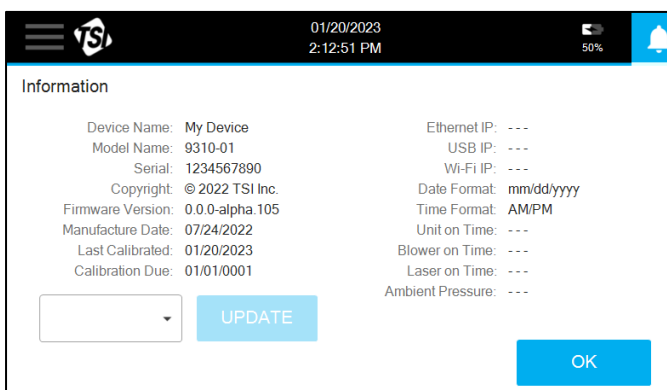 TSI
01/20/2023
2:12:51 PM
50%
Information
Device Name: My Device
Model Name: 9310-01
Serial: 1234567890
Copyright: © 2022 TSI Inc.
Firmware Version: 0.0.0-alpha.105
Manufacture Date: 07/24/2022
Last Calibrated: 01/20/2023
Calibration Due: 01/01/0001
Ethernet IP: - - -
USB IP: - - -
Wi-Fi IP: - - -
Date Format: mm/dd/yyyy
Time Format: AM/PM
Unit on Time: - - -
Blower on Time: - - -
Laser on Time: - - -
Ambient Pressure: - - -
UPDATE
OK